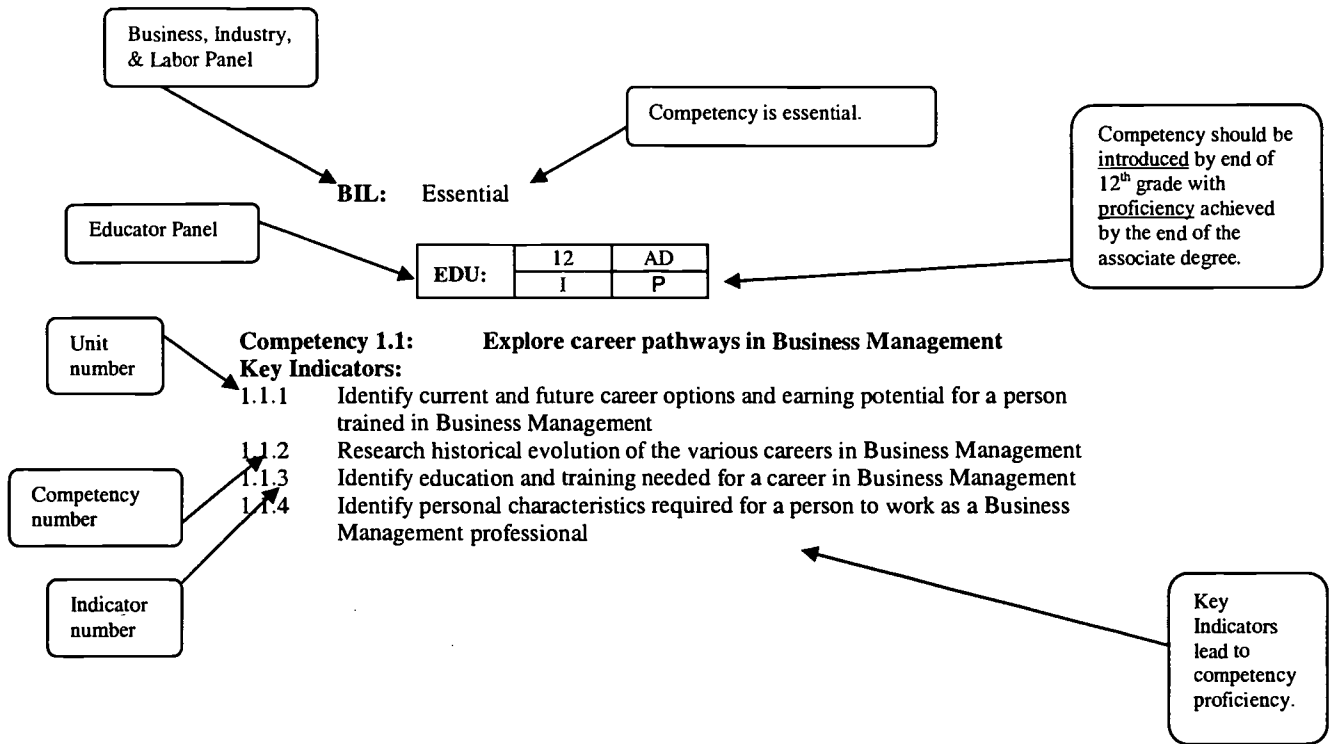 Business, Industry,
& Labor Panel
Competency is essential.
Competency should be
introduced by end of
12th grade with
proficiency achieved
by the end of the
associate degree.
BIL: Essential
Educator Panel
EDU: 12 AD
I P
Unit
number
Competency 1.1: Explore career pathways in Business Management
Key Indicators:
1.1.1 Identify current and future career options and earning potential for a person
trained in Business Management
1.1.2 Research historical evolution of the various careers in Business Management
1.1.3 Identify education and training needed for a career in Business Management
1.1.4 Identify personal characteristics required for a person to work as a Business
Management professional
Competency
number
Indicator
number
Key
Indicators
lead to
competency
proficiency.